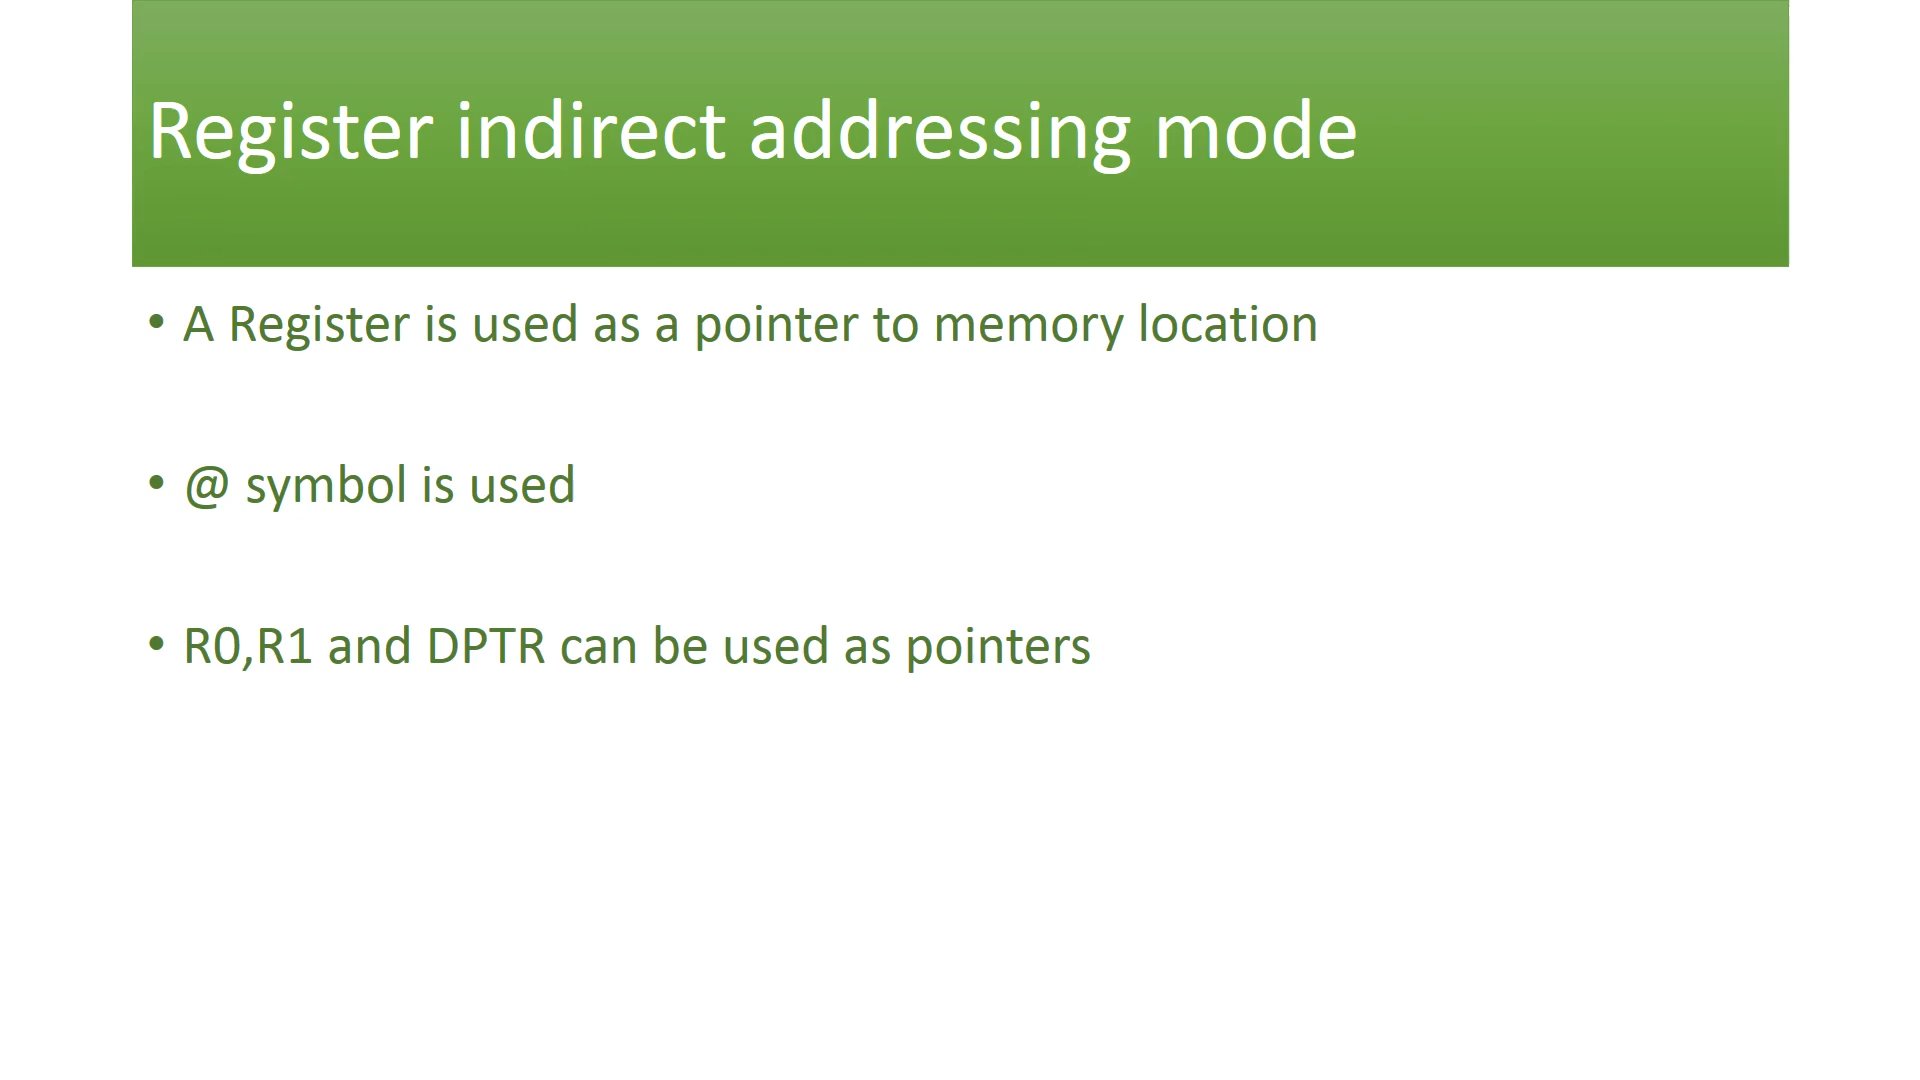 Register indirect addressing mode
• A Register is used as a pointer to memory location
• @ symbol is used
• R0,R1 and DPTR can be used as pointers